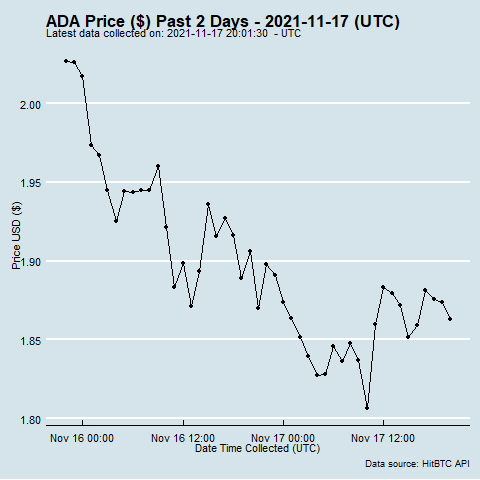 ADA Price ($) Past 2 Days - 2021-11-17 (UTC)
Latest data collected on: 2021-11-17 20:01:30  - UTC
Price USD ($)
2.00
1.95
1.90
1.85
1.80
Nov 16 00:00 Nov 16 12:00 Nov 17 00:00 Nov 17 12:00
Date Time Collected (UTC)
Data source: HitBTC API